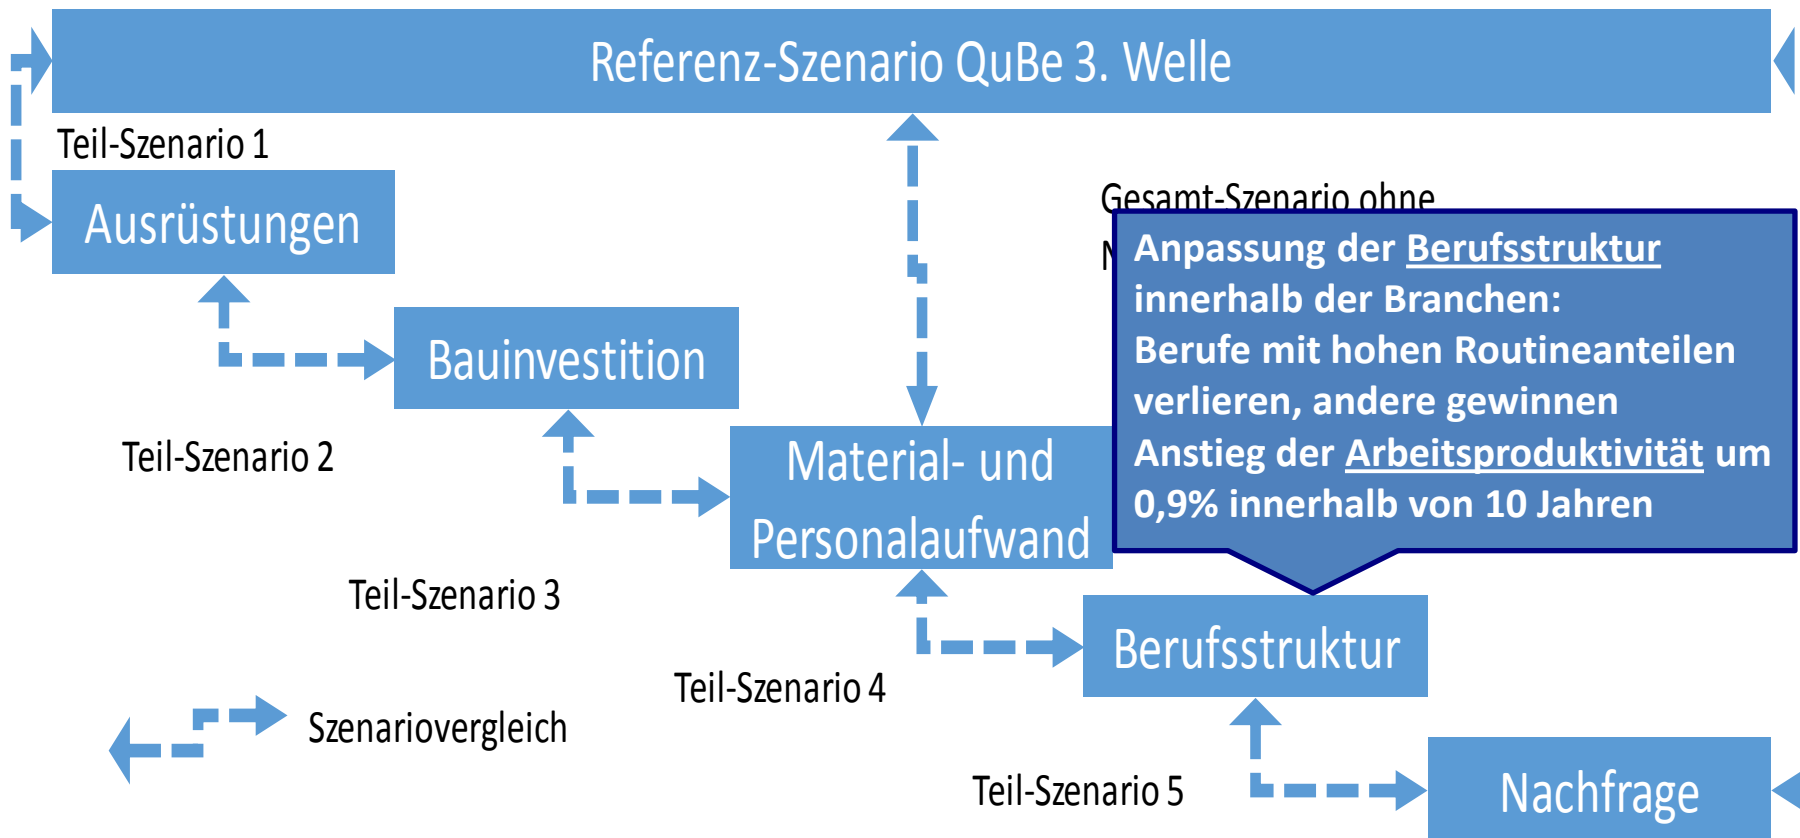 Referenz-Szenario QuBe 3. Welle
Teil-Szenario 1
Ausrüstungen
Gesamt-Szenario ohne
Anpassung der Berufsstruktur
innerhalb der Branchen:
Berufe mit hohen Routineanteilen
verlieren, andere gewinnen
Anstieg der Arbeitsproduktivität um
0,9% innerhalb von 10 Jahren
Bauinvestition
Teil-Szenario 2
Material- und
Personalaufwand
Teil-Szenario 3
Berufsstruktur
Teil-Szenario 4
Szenariovergleich
Teil-Szenario 5
Nachfrage